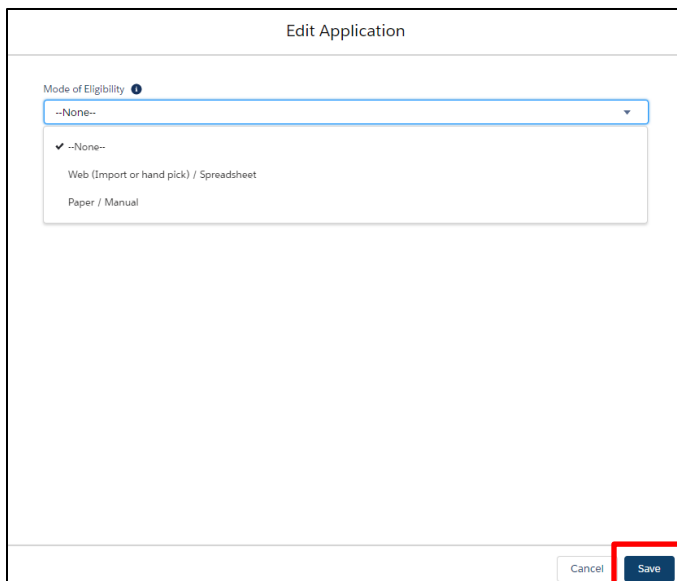 Edit Application
Mode of Eligibility
--None--
--None--
Web (Import or hand pick) / Spreadsheet
Paper / Manual
Cancel Save